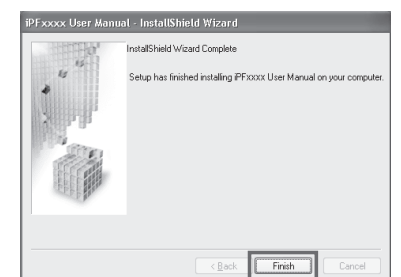 iPFxxxx User Manual - InstallShield Wizard
InstallShield Wizard Complete
Setup has finished installing iPFxxxx User Manual on your computer.
< Back
Finish
Cancel